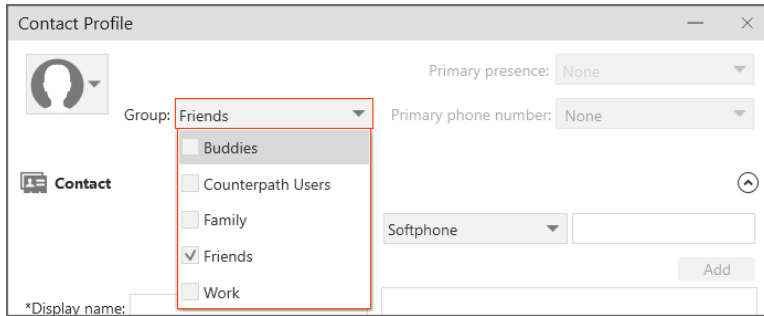 Contact Profile
Primary presence: None
Group: Friends
Primary phone number: None
Buddies
Contact
Counterpath Users
Family
Softphone
Friends
Add
Work
*Display name: